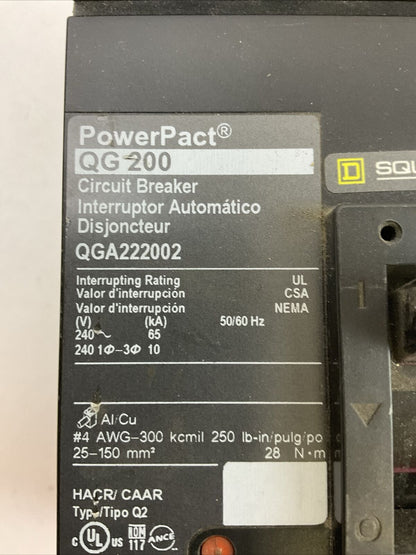 PowerPact®
QG 200
SQU
Circuit Breaker
Interruptor Automático
Disjoncteur
QGA222002
Interrupting Rating UL
Valor d'interrupción CSA
Valor d'interrupción NEMA
(V) (kA) 50/60 Hz
240 ~ 65
240 1Φ–3Φ 10
I
Al/Cu
#4 AWG-300 kcmil 250 lb-in/pulg/po
25-150 mm² 28 N•m
HACR/ CAAR
Type/Tipo Q2
c UL us 117 ANCE